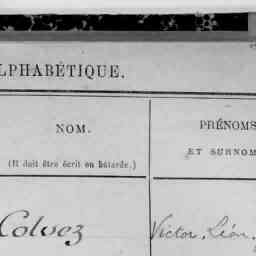 LPHABÉTIQUE.
NOM.
(Il doit être écrit en bâtarde.)
PRÉNOMS
ET SURNOM
Colvez
Victor, Léon,